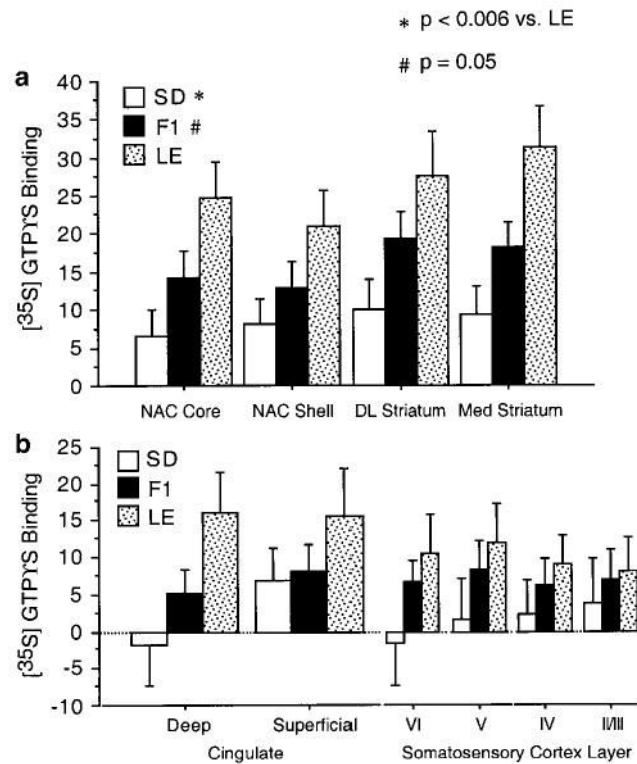 * p < 0.006 vs. LE
# p = 0.05
a
SD *
F1 #
LE
[35S] GTPϒS Binding
40
35
30
25
20
15
10
5
0
NAC Core NAC Shell DL Striatum Med Striatum
b
SD
F1
LE
[35S] GTPϒS Binding
25
20
15
10
5
0
-5
-10
Deep Superficial VI V IV II/III
Cingulate Somatosensory Cortex Layer